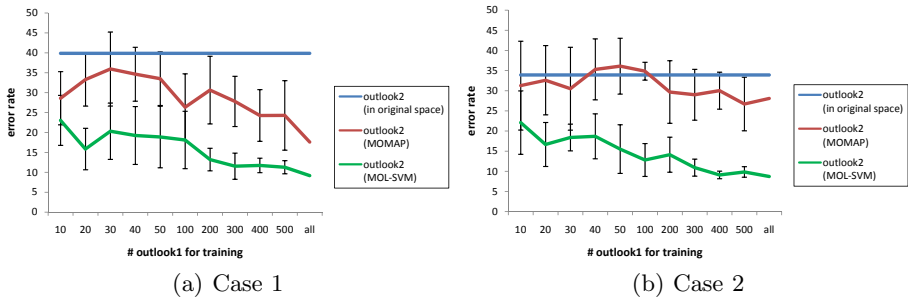 50
45
40
35
30
25
20
15
10
5
0
error rate
10 20 30 40 50 100 200 300 400 500 all
# outlook1 for training
outlook2
(in original space)
outlook2
(MOMAP)
outlook2
(MOL-SVM)
(a) Case 1
50
45
40
35
30
25
20
15
10
5
0
error rate
10 20 30 40 50 100 200 300 400 500 all
# outlook1 for training
outlook2
(in original space)
outlook2
(MOMAP)
outlook2
(MOL-SVM)
(b) Case 2